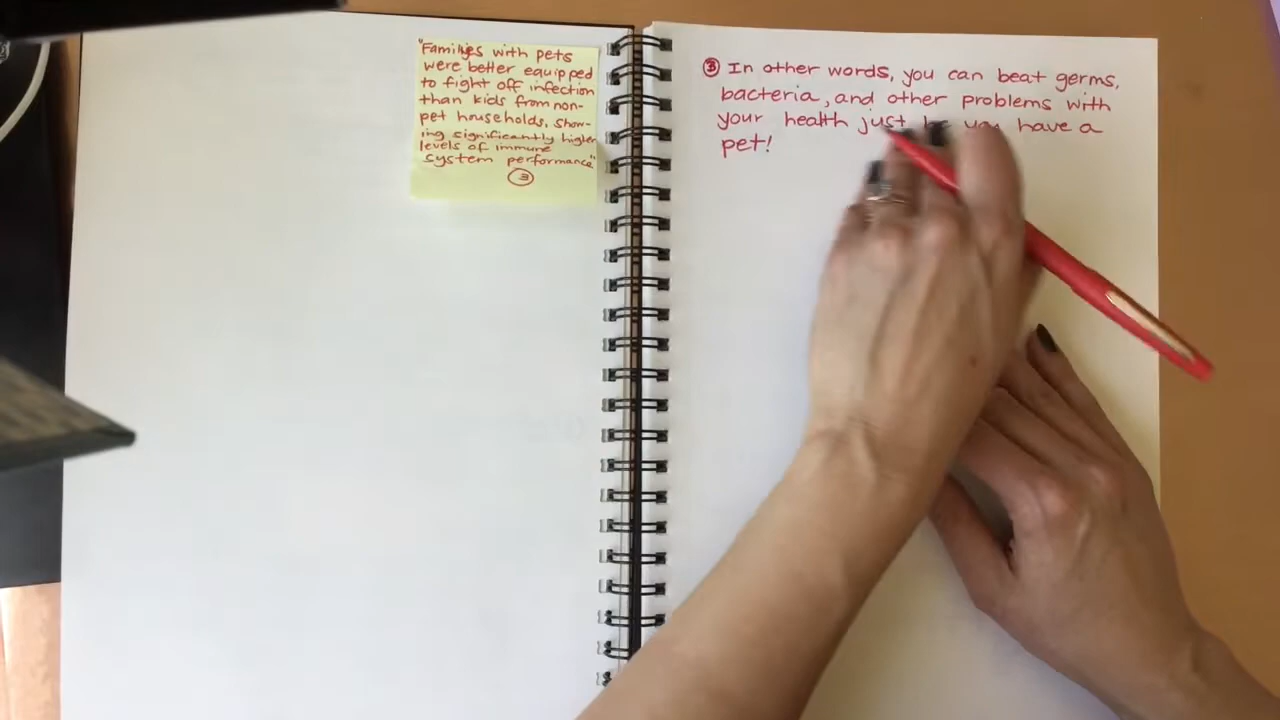 "Families with pets
were better equipped
to fight off infection
than kids from non-
pet households, show-
ing significantly higher
levels of immune
system performance"
3
3 In other words, you can beat germs,
bacteria, and other problems with
your health just you have a
pet!